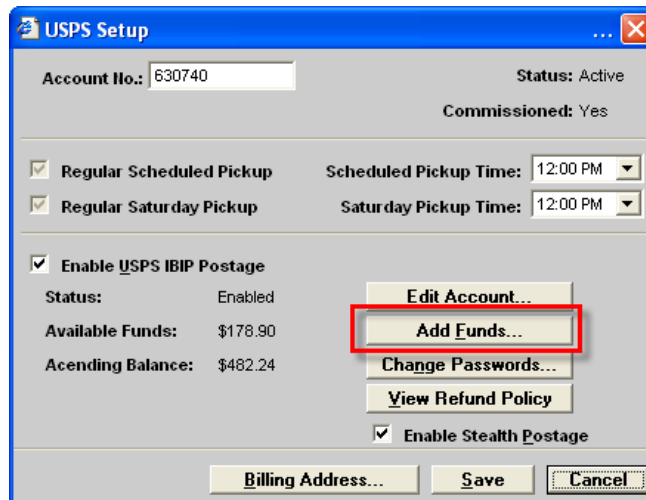 USPS Setup ...
Account No.: 630740 Status: Active
Commissioned: Yes
Regular Scheduled Pickup Scheduled Pickup Time: 12:00 PM
Regular Saturday Pickup Saturday Pickup Time: 12:00 PM
Enable USPS IBIP Postage
Status: Enabled Edit Account...
Available Funds: $178.90 Add Funds...
Acending Balance: $482.24 Change Passwords...
View Refund Policy
Enable Stealth Postage
Billing Address... Save Cancel